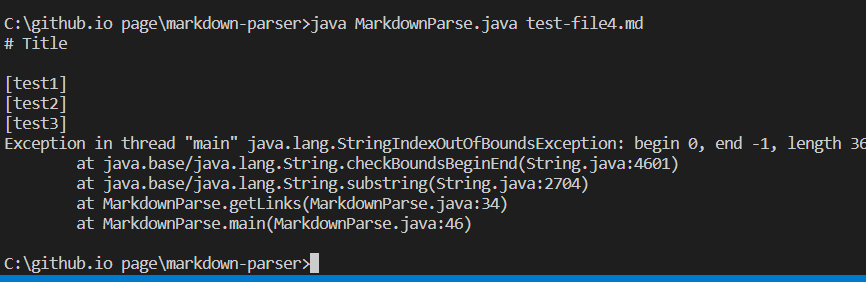 C:\github.io page\markdown-parser>java MarkdownParse.java test-file4.md
# Title
[test1]
[test2]
[test3]
Exception in thread "main" java.lang.StringIndexOutOfBoundsException: begin 0, end -1, length 36
at java.base/java.lang.String.checkBoundsBeginEnd(String.java:4601)
at java.base/java.lang.String.substring(String.java:2704)
at MarkdownParse.getLinks(MarkdownParse.java:34)
at MarkdownParse.main(MarkdownParse.java:46)
C:\github.io page\markdown-parser>